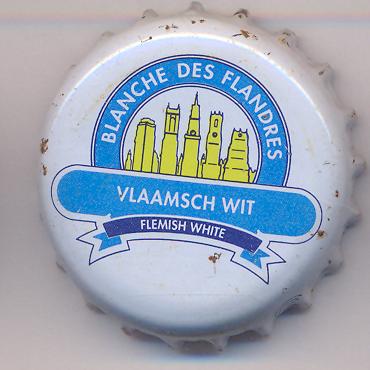 BLANCHE DES FLANDRES
VLAAMSCH WIT
FLEMISH WHITE